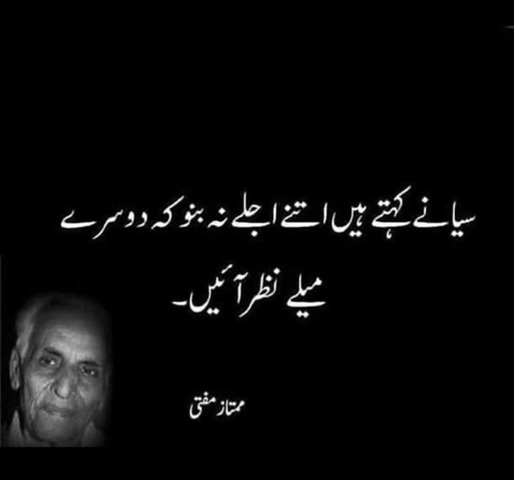 سیانے کہتے ہیں اتنے اجلے نہ بنو کہ دوسرے
میلے نظر آئیں۔
ممتاز مفتی